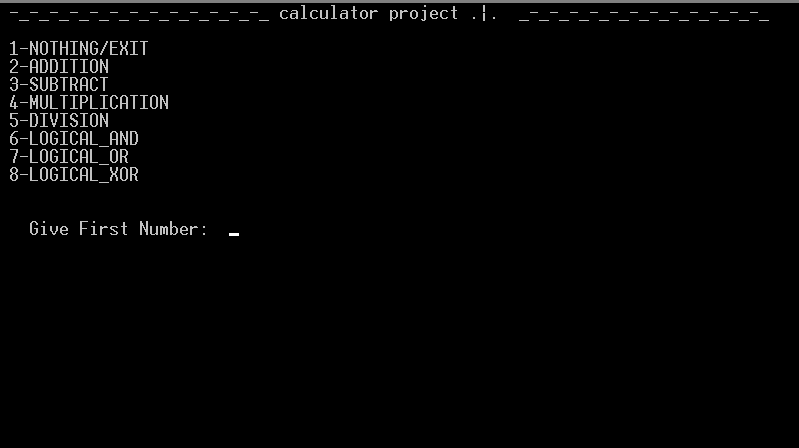 -_-_-_-_-_-_-_-_-_-_-_-_-_ calculator project .|.  _-_-_-_-_-_-_-_-_-_-_-_-_
1-NOTHING/EXIT
2-ADDITION
3-SUBTRACT
4-MULTIPLICATION
5-DIVISION
6-LOGICAL_AND
7-LOGICAL_OR
8-LOGICAL_XOR
Give First Number:  _